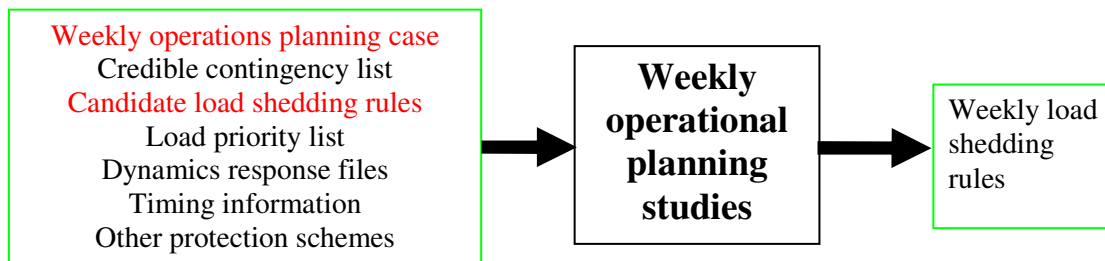 Weekly operations planning case
Credible contingency list
Candidate load shedding rules
Load priority list
Dynamics response files
Timing information
Other protection schemes
Weekly
operational
planning
studies
Weekly load
shedding
rules